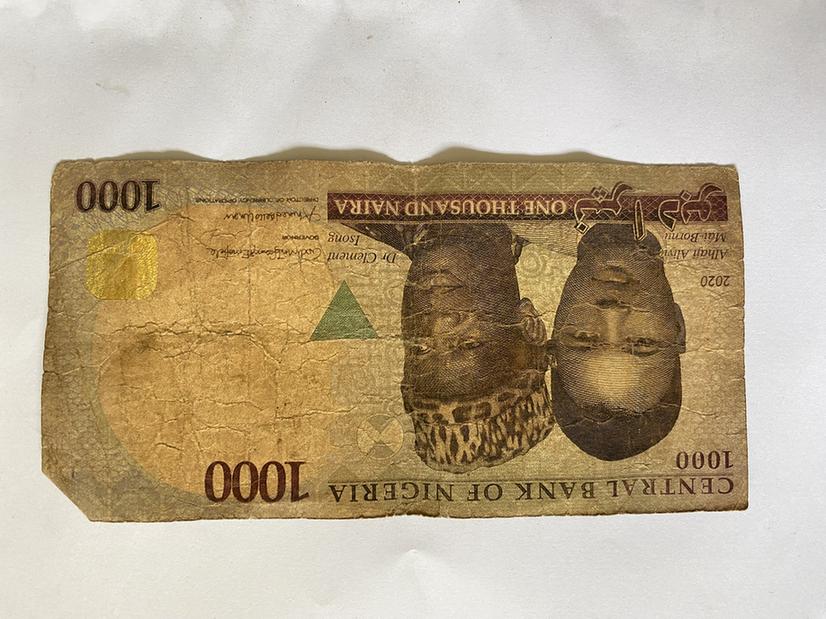 CENTRAL BANK OF NIGERIA
1000
1000
2020
Alhaji Aliyu
Mai-Bornu
Dr Clement
Isong
GOVERNOR
DIRECTOR OF CURRENCY OPERATIONS
ONE THOUSAND NAIRA
1000